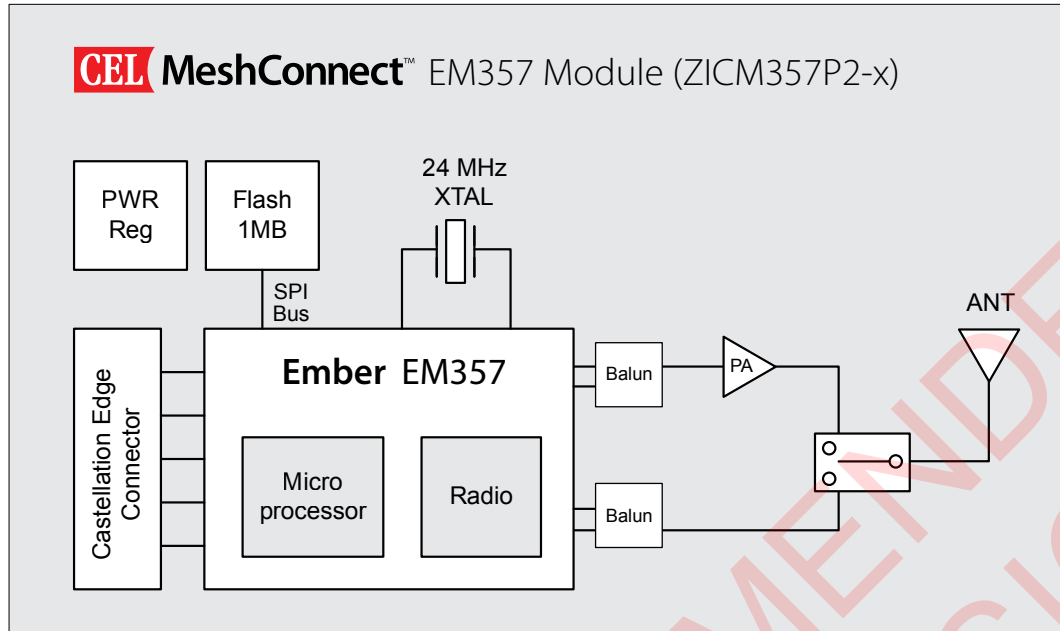 CEL MeshConnect™ EM357 Module (ZICM357P2-x)
PWR
Reg
Flash
1MB
24 MHz
XTAL
SPI
Bus
ANT
Castellation Edge
Connector
Ember EM357
Micro
processor
Radio
Balun
PA
Balun
MENDE